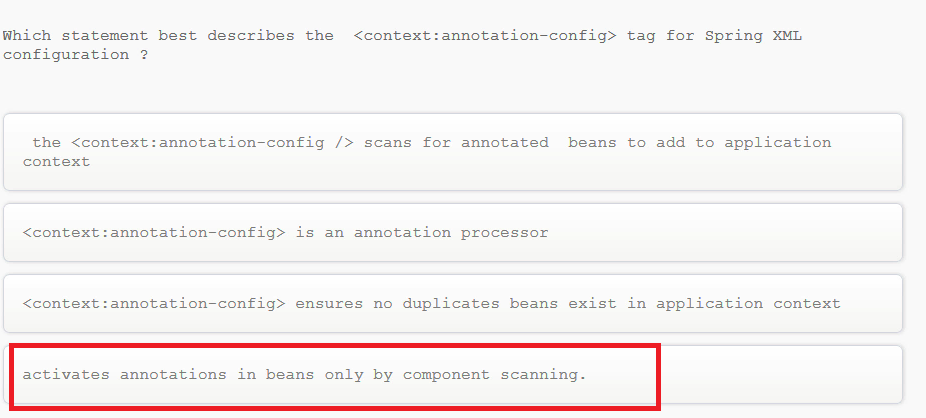 Which statement best describes the <context:annotation-config> tag for Spring XML
configuration ?
the <context:annotation-config /> scans for annotated beans to add to application
context
<context:annotation-config> is an annotation processor
<context:annotation-config> ensures no duplicates beans exist in application context
activates annotations in beans only by component scanning.